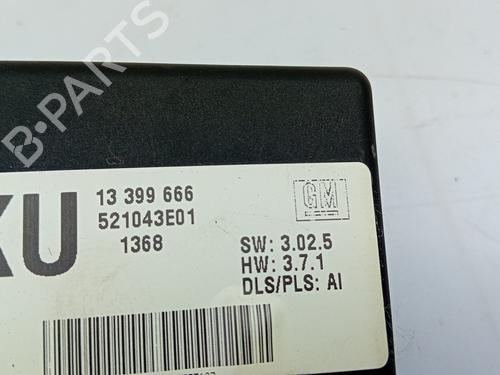 B-PARTS
KU
13 399 666
521043E01
1368
GM
SW: 3.02.5
HW: 3.7.1
DLS/PLS: AI